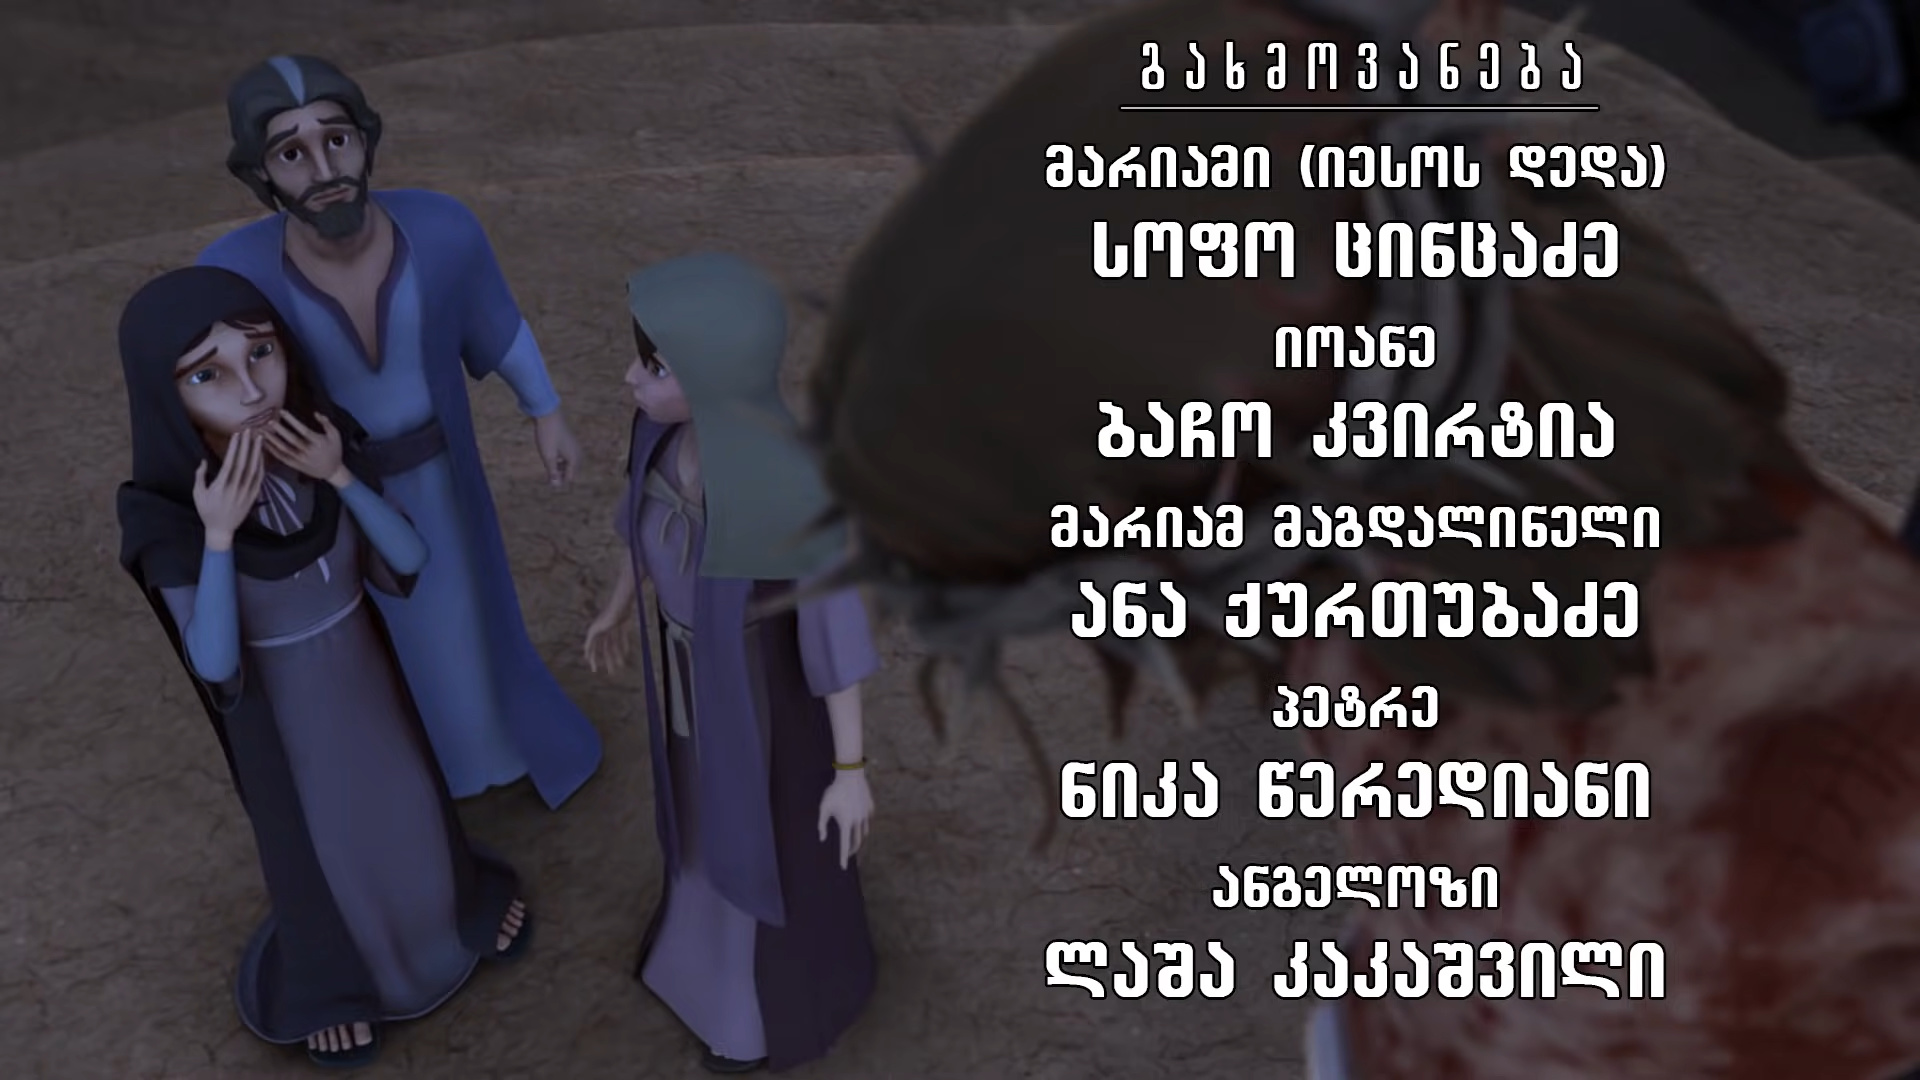 გახმოვანება
მარიამი (იესოს დედა)
სოფო ცინცაძე
იოანე
ბაჩო კვირტია
მარიამ მაგდალინელი
ანა ქურთუბაძე
პეტრე
ნიკა წერედიანი
ანგელოზი
ლაშა კაკაშვილი